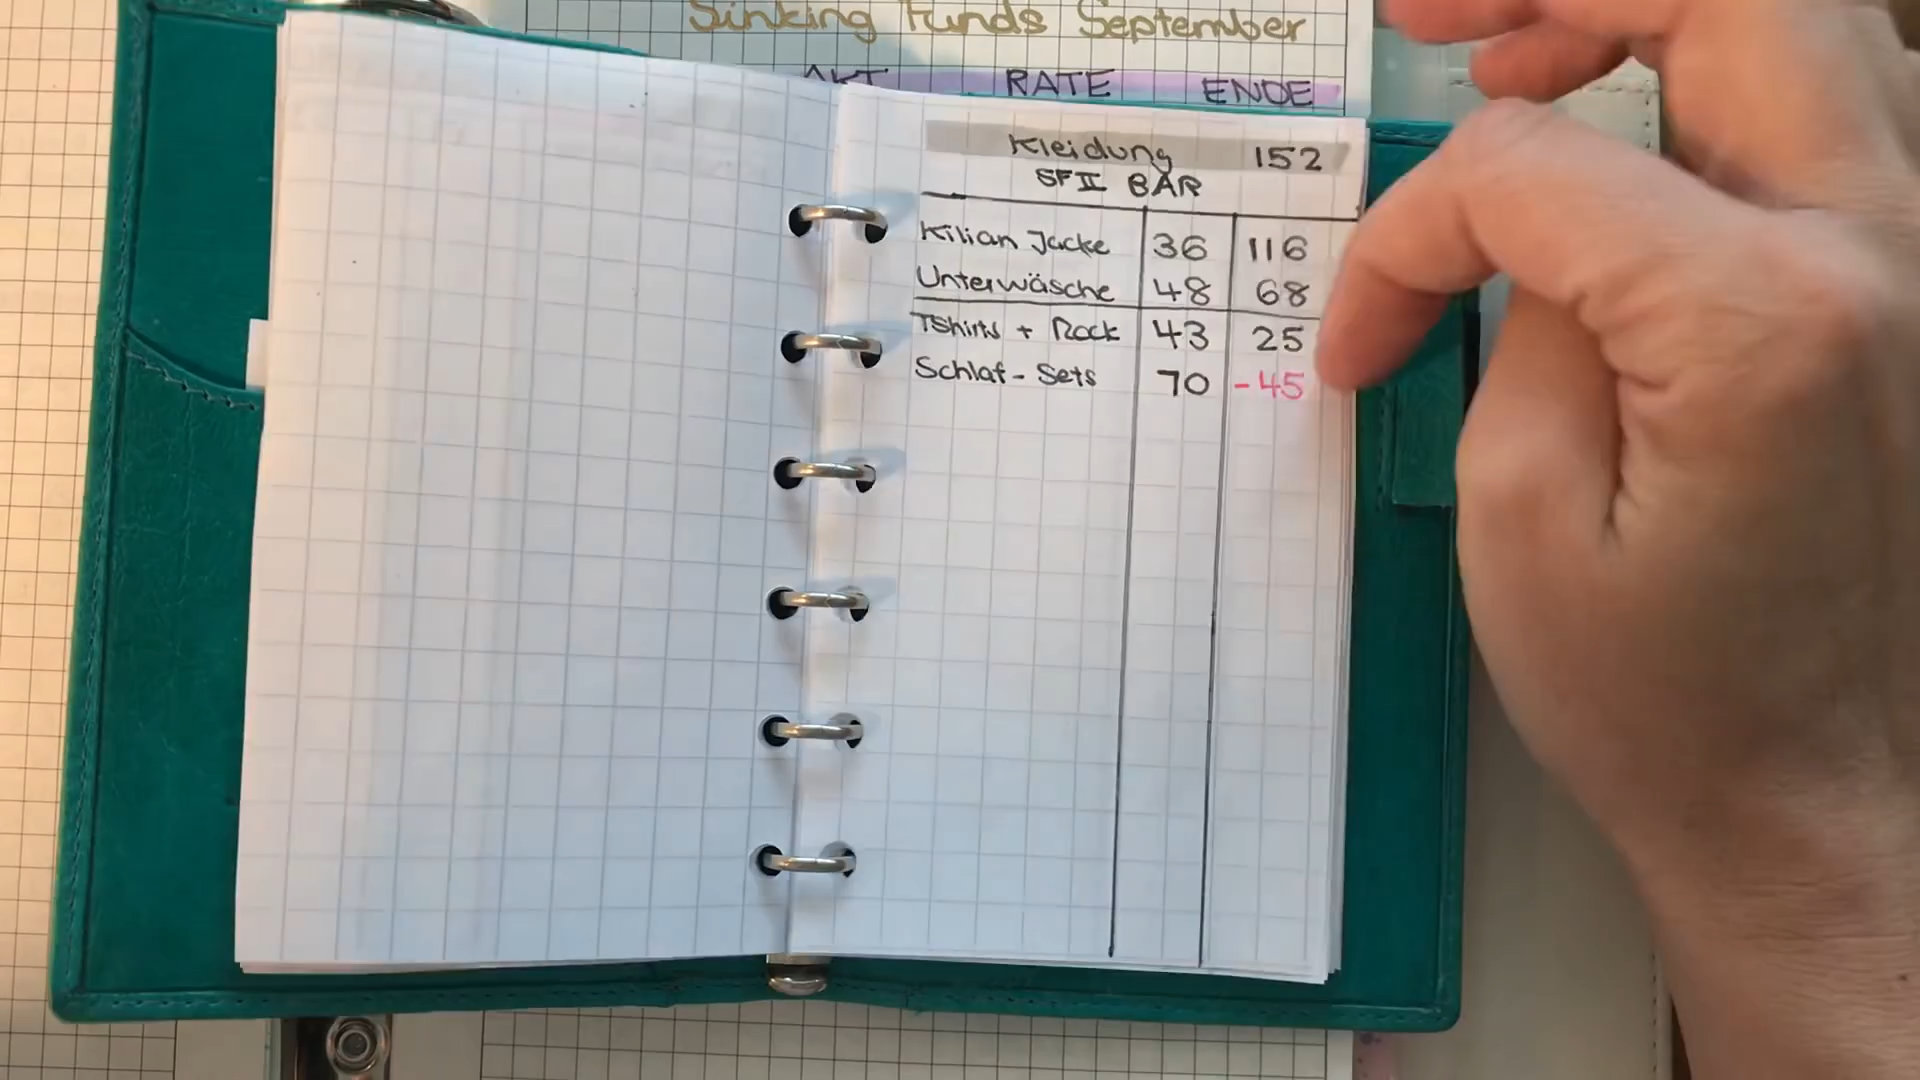 Sinking Funds September
AKT RATE ENDE
Kleidung 152
SF II BAR
Kilian Jacke 36 116
Unterwäsche 48 68
TShirts + Rock 43 25
Schlaf-Sets 70 -45